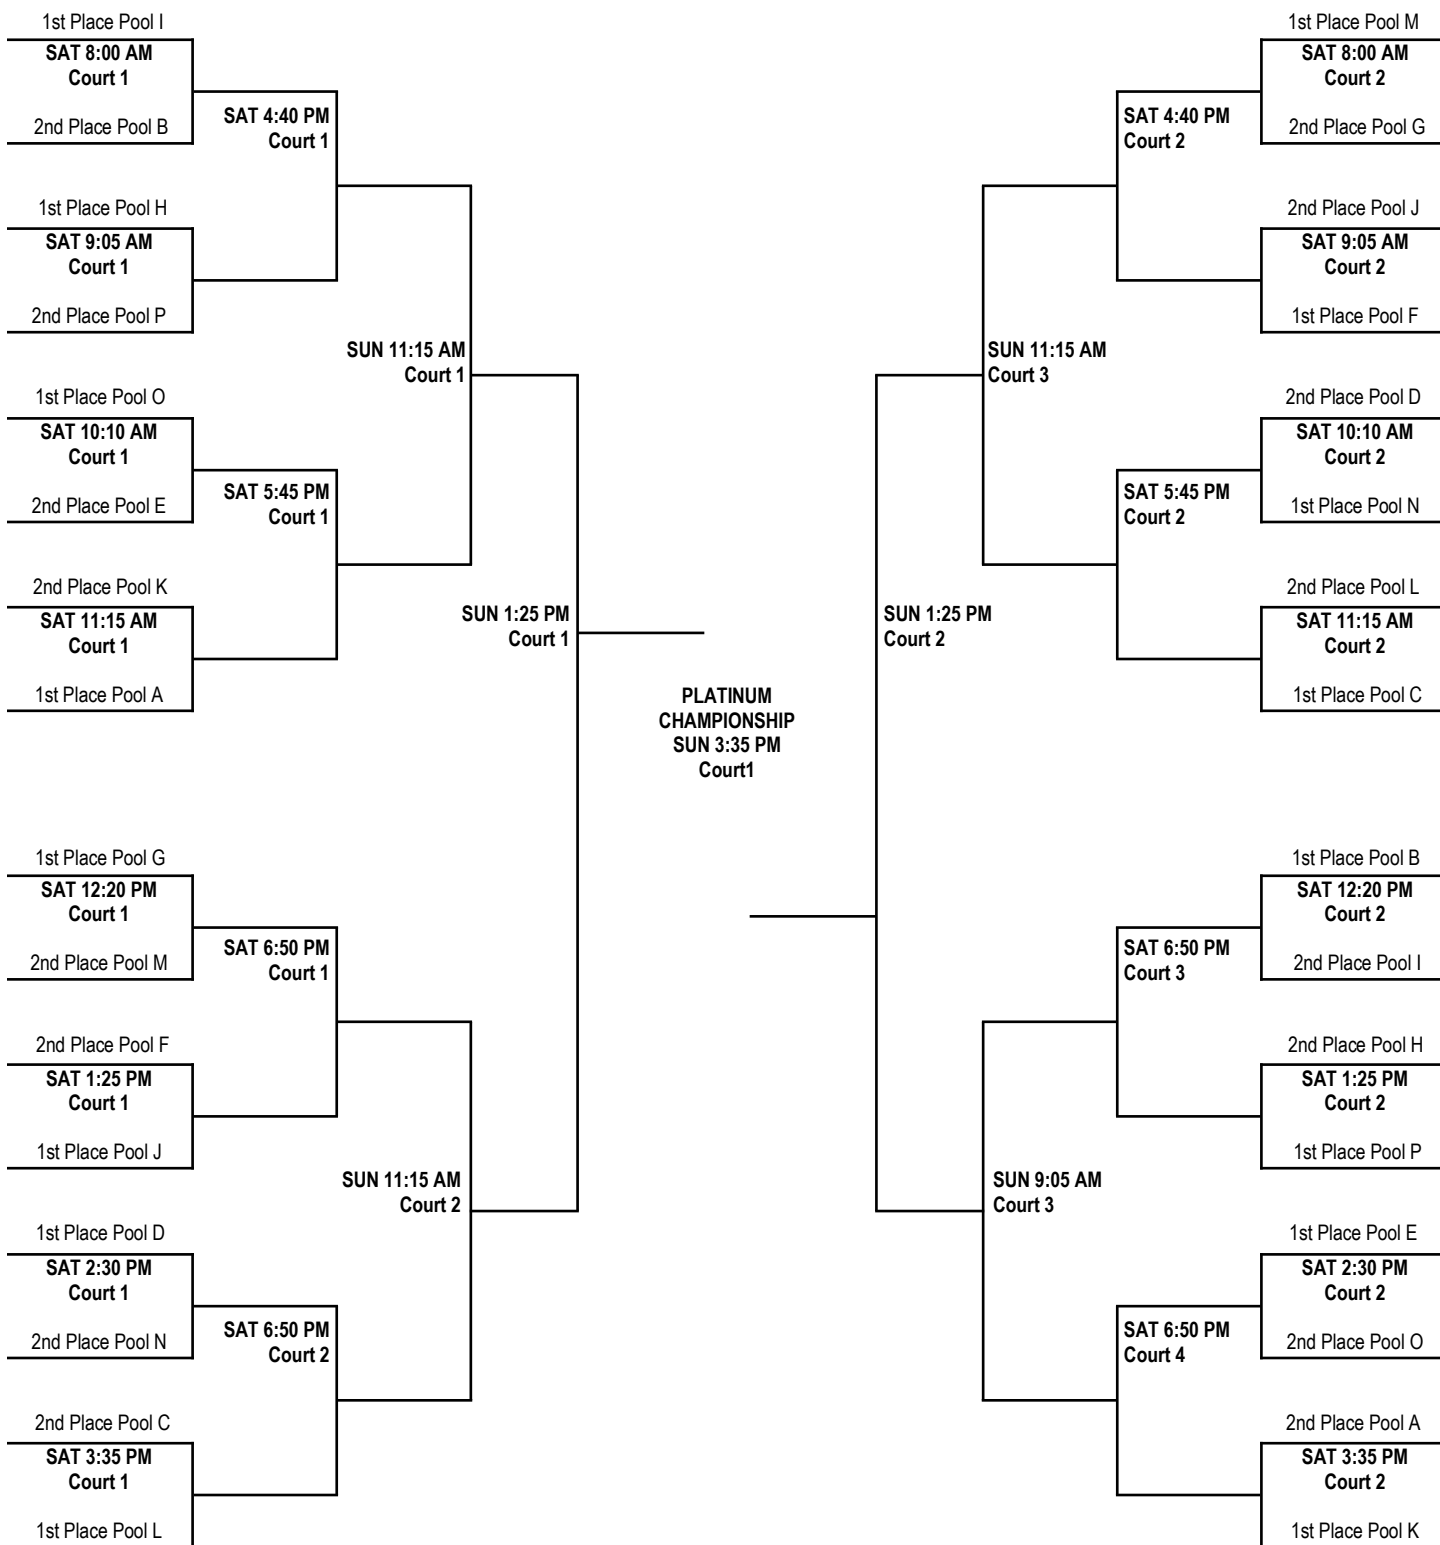 1st Place Pool I
SAT 8:00 AM
Court 1
2nd Place Pool B
SAT 4:40 PM
Court 1
1st Place Pool H
SAT 9:05 AM
Court 1
2nd Place Pool P
SUN 11:15 AM
Court 1
1st Place Pool O
SAT 10:10 AM
Court 1
2nd Place Pool E
SAT 5:45 PM
Court 1
2nd Place Pool K
SAT 11:15 AM
Court 1
1st Place Pool A
SUN 1:25 PM
Court 1
1st Place Pool G
SAT 12:20 PM
Court 1
2nd Place Pool M
SAT 6:50 PM
Court 1
2nd Place Pool F
SAT 1:25 PM
Court 1
1st Place Pool J
SUN 11:15 AM
Court 2
1st Place Pool D
SAT 2:30 PM
Court 1
2nd Place Pool N
SAT 6:50 PM
Court 2
2nd Place Pool C
SAT 3:35 PM
Court 1
1st Place Pool L
PLATINUM
CHAMPIONSHIP
SUN 3:35 PM
Court1
1st Place Pool M
SAT 8:00 AM
Court 2
2nd Place Pool G
SAT 4:40 PM
Court 2
2nd Place Pool J
SAT 9:05 AM
Court 2
1st Place Pool F
SUN 11:15 AM
Court 3
2nd Place Pool D
SAT 10:10 AM
Court 2
1st Place Pool N
SAT 5:45 PM
Court 2
2nd Place Pool L
SAT 11:15 AM
Court 2
1st Place Pool C
SUN 1:25 PM
Court 2
1st Place Pool B
SAT 12:20 PM
Court 2
2nd Place Pool I
SAT 6:50 PM
Court 3
2nd Place Pool H
SAT 1:25 PM
Court 2
1st Place Pool P
SUN 9:05 AM
Court 3
1st Place Pool E
SAT 2:30 PM
Court 2
2nd Place Pool O
SAT 6:50 PM
Court 4
2nd Place Pool A
SAT 3:35 PM
Court 2
1st Place Pool K